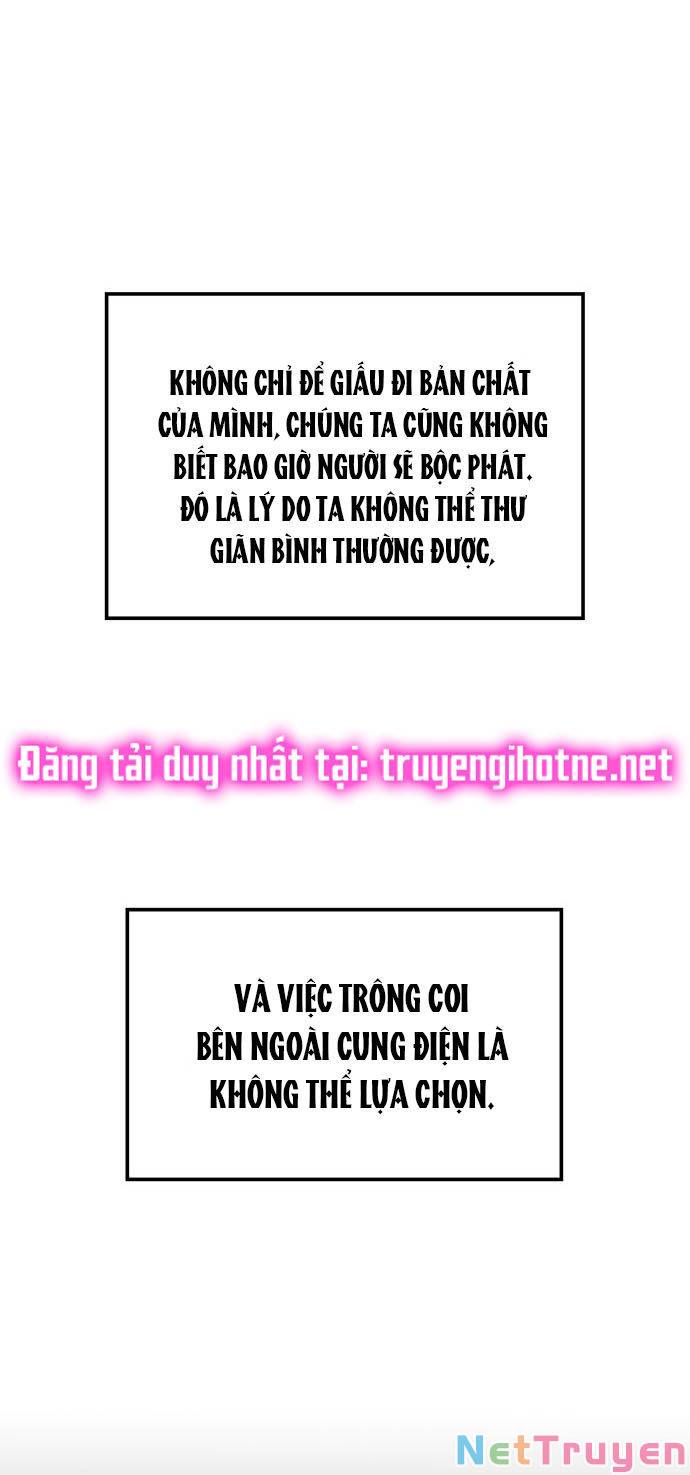 KHÔNG CHỈ ĐỂ GIẤU ĐI BẢN CHẤT
CỦA MÌNH, CHÚNG TA CŨNG KHÔNG
BIẾT BAO GIỜ NGƯỜI SẼ BỘC PHÁT.
ĐÓ LÀ LÝ DO TA KHÔNG THỂ THƯ
GIÃN BÌNH THƯỜNG ĐƯỢC,
Đăng tải duy nhất tại: truyengihotne.net
VÀ VIỆC TRÔNG COI
BÊN NGOÀI CUNG ĐIỆN LÀ
KHÔNG THỂ LỰA CHỌN.
NetTruyen